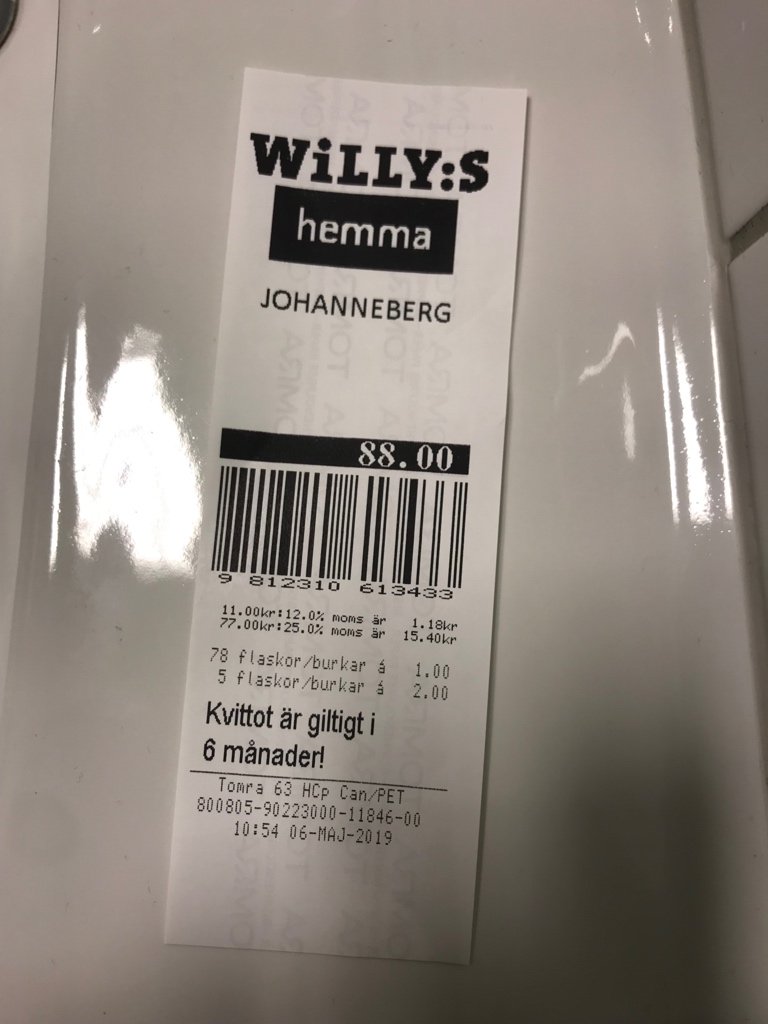 WiLLY:S
hemma
JOHANNEBERG
88.00
9 812310 613433
11.00kr:12.0% moms är 1.18kr
77.00kr:25.0% moms är 15.40kr
78 flaskor/burkar á 1.00
5 flaskor/burkar á 2.00
Kvittot är giltigt i
6 månader!
Tomra 63 HCp Can/PET
800805-90223000-11846-00
10:54 06-MAJ-2019